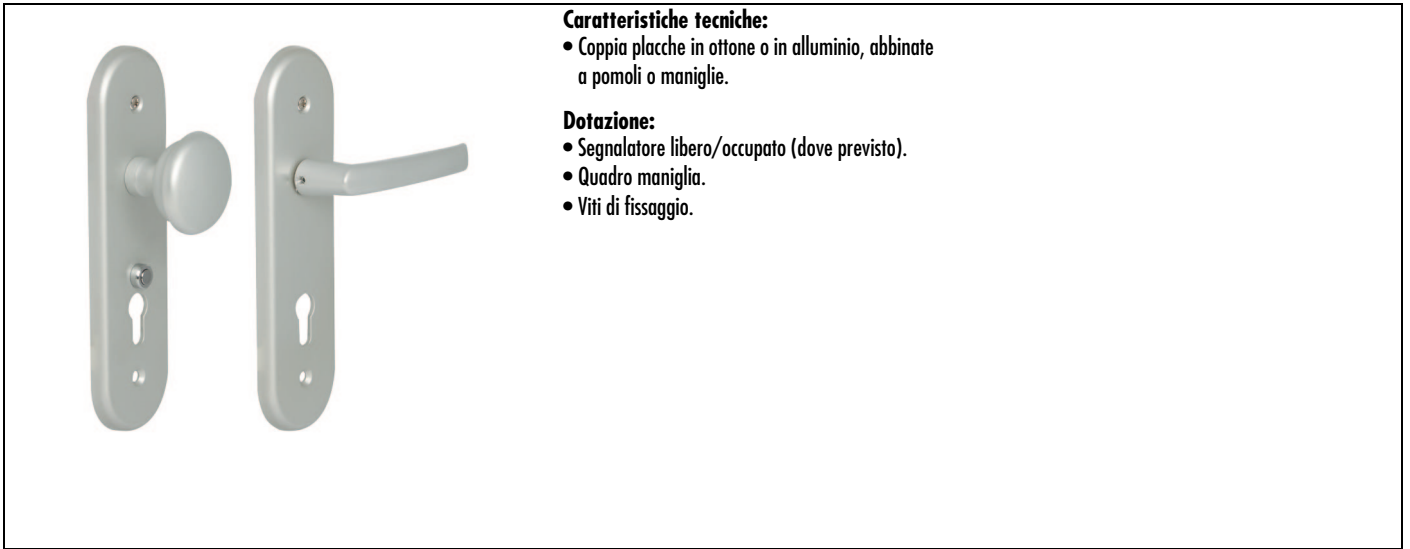 Caratteristiche tecniche:
• Coppia placche in ottone o in alluminio, abbinate
a pomoli o maniglie.
Dotazione:
• Segnalatore libero/occupato (dove previsto).
• Quadro maniglia.
• Viti di fissaggio.